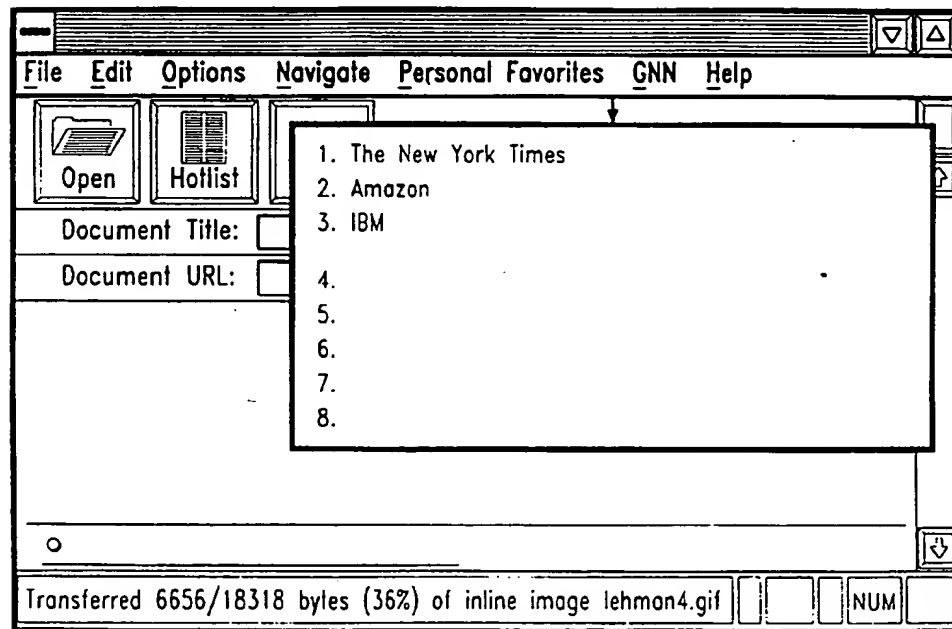 File Edit Options Navigate Personal Favorites GNN Help
Open Hotlist
1. The New York Times
2. Amazon
3. IBM
4.
5.
6.
7.
8.
Document Title:
Document URL:
Transferred 6656/18318 bytes (36%) of inline image lehman4.gif NUM